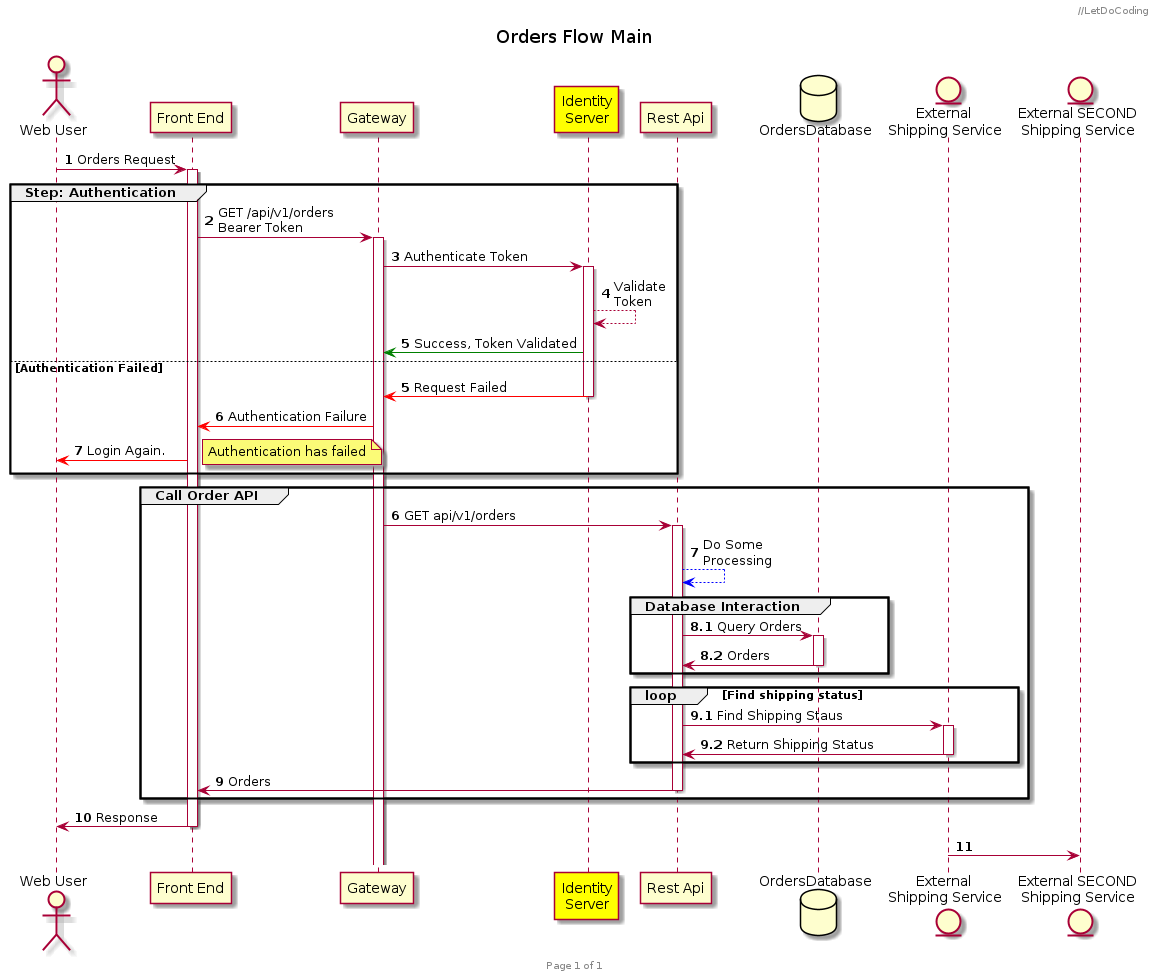 //LetDoCoding
Orders Flow Main
Web User
Front End
Gateway
Identity
Server
Rest Api
OrdersDatabase
External
Shipping Service
External SECOND
Shipping Service
1 Orders Request
Step: Authentication
2 GET /api/v1/orders
Bearer Token
3 Authenticate Token
4 Validate
Token
5 Success, Token Validated
[Authentication Failed]
5 Request Failed
6 Authentication Failure
7 Login Again.
Authentication has failed
Call Order API
6 GET api/v1/orders
7 Do Some
Processing
Database Interaction
8.1 Query Orders
8.2 Orders
loop [Find shipping status]
9.1 Find Shipping Staus
9.2 Return Shipping Status
9 Orders
10 Response
11
Web User
Front End
Gateway
Identity
Server
Rest Api
OrdersDatabase
External
Shipping Service
External SECOND
Shipping Service
Page 1 of 1